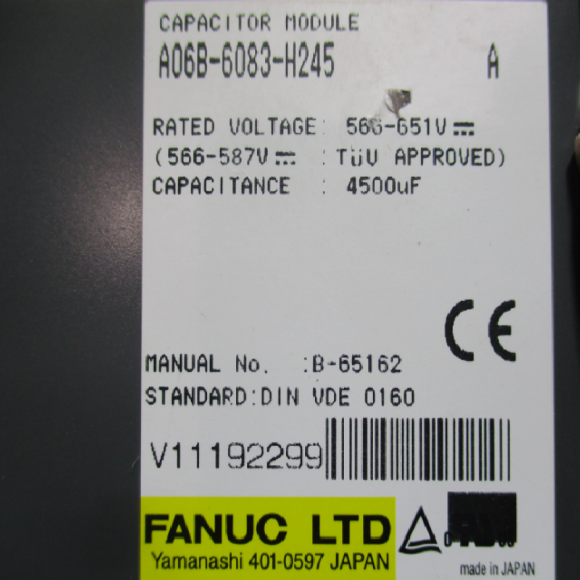 CAPACITOR MODULE
A06B-6083-H245 A
RATED VOLTAGE: 566-651V
(566-587V : TÜV APPROVED)
CAPACITANCE : 4500uF
CE
MANUAL No. :B-65162
STANDARD:DIN VDE 0160
V11192299
FANUC LTD
Yamanashi 401-0597 JAPAN
made in JAPAN